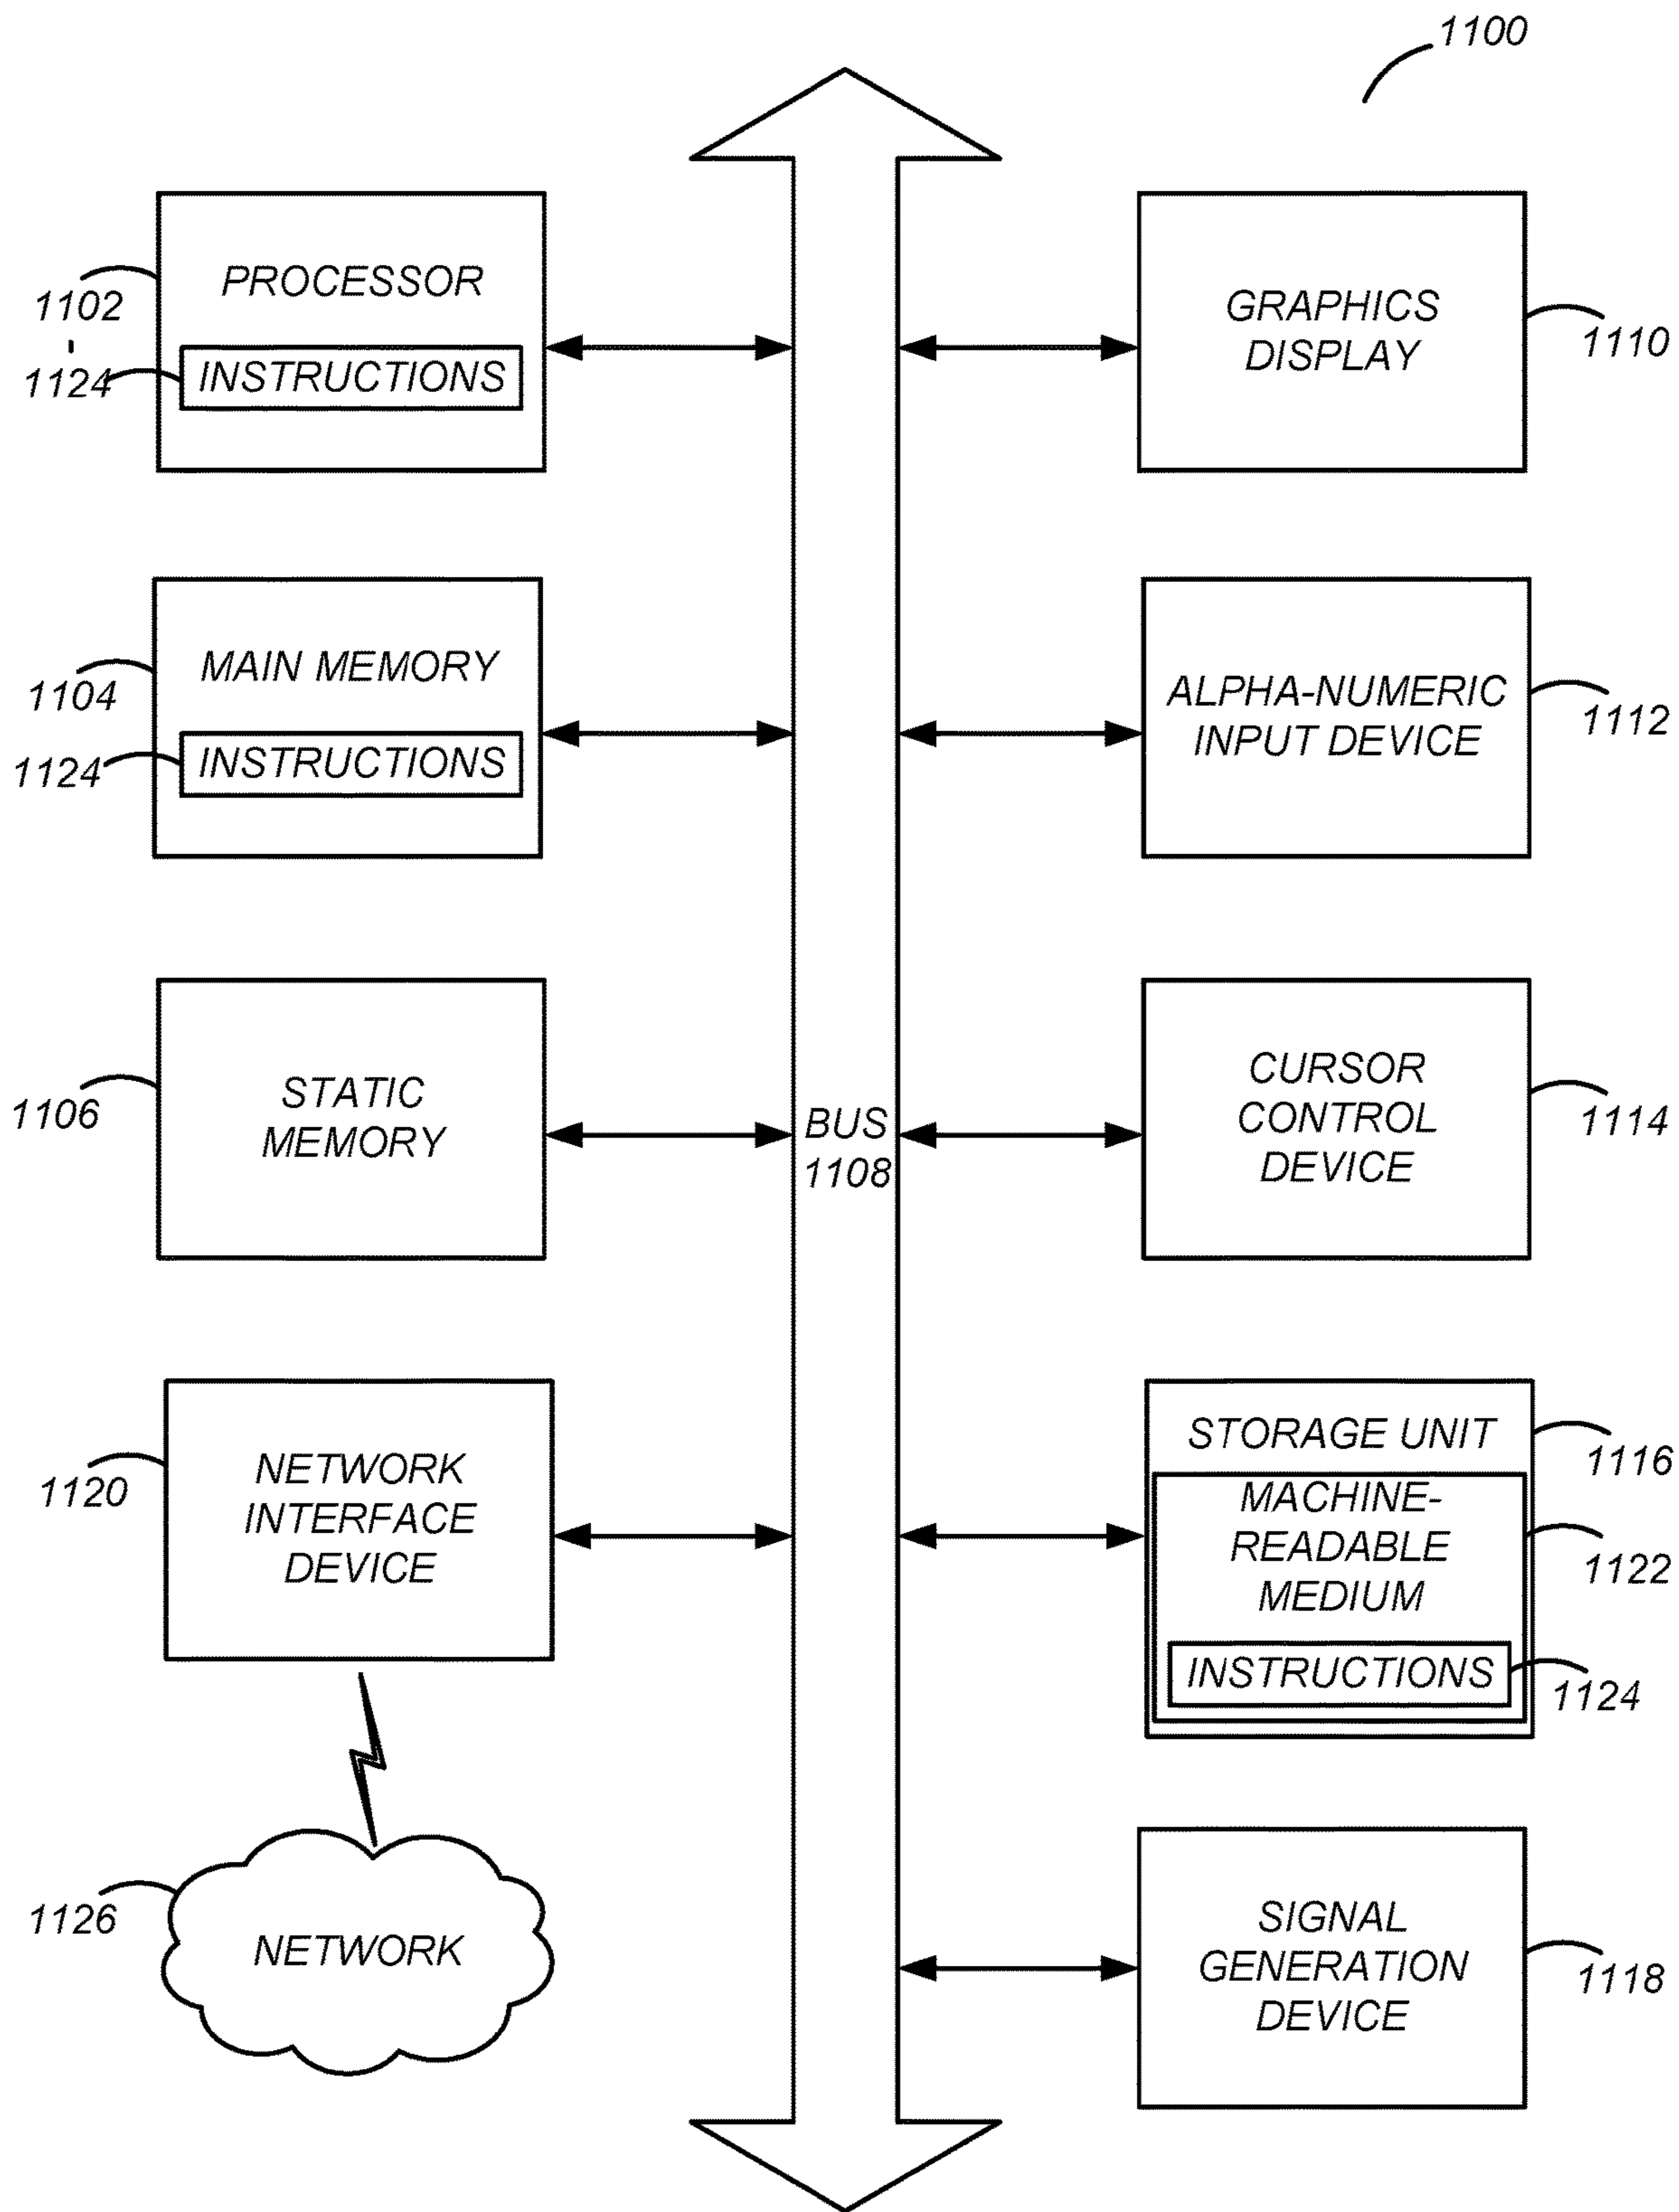 1100
PROCESSOR
1102
1124
INSTRUCTIONS
GRAPHICS
DISPLAY
1110
MAIN MEMORY
1104
1124
INSTRUCTIONS
ALPHA-NUMERIC
INPUT DEVICE
1112
STATIC
MEMORY
1106
BUS
1108
CURSOR
CONTROL
DEVICE
1114
NETWORK
INTERFACE
DEVICE
1120
STORAGE UNIT
1116
MACHINE-
READABLE
MEDIUM
1122
INSTRUCTIONS
1124
1126
NETWORK
SIGNAL
GENERATION
DEVICE
1118